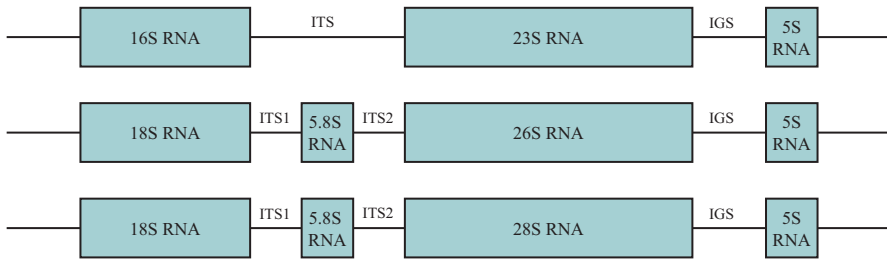 16S RNA ITS 23S RNA IGS 5S RNA
18S RNA ITS1 5.8S RNA ITS2 26S RNA IGS 5S RNA
18S RNA ITS1 5.8S RNA ITS2 28S RNA IGS 5S RNA